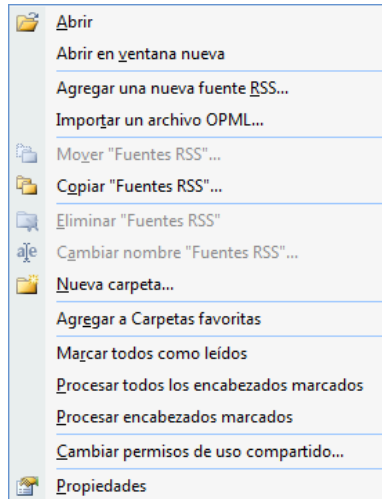 Abrir
Abrir en ventana nueva
Agregar una nueva fuente RSS...
Importar un archivo OPML...
Mover "Fuentes RSS"...
Copiar "Fuentes RSS"...
Eliminar "Fuentes RSS"
Cambiar nombre "Fuentes RSS"...
Nueva carpeta...
Agregar a Carpetas favoritas
Marcar todos como leídos
Procesar todos los encabezados marcados
Procesar encabezados marcados
Cambiar permisos de uso compartido...
Propiedades